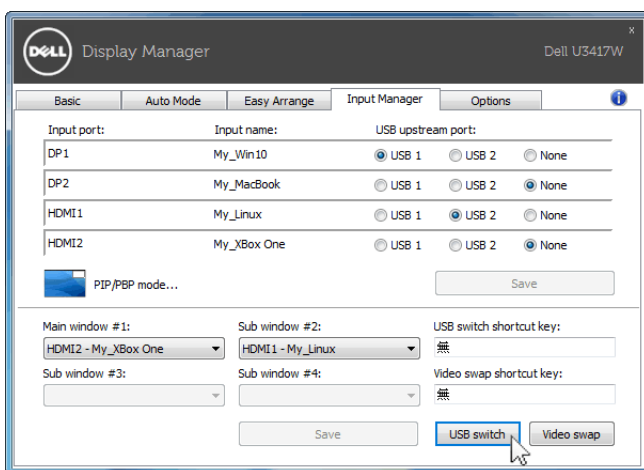 x
DELL Display Manager Dell U3417W
Basic Auto Mode Easy Arrange Input Manager Options i
Input port: Input name: USB upstream port:
DP1 My_Win10 USB 1 USB 2 None
DP2 My_MacBook USB 1 USB 2 None
HDMI1 My_Linux USB 1 USB 2 None
HDMI2 My_XBox One USB 1 USB 2 None
PIP/PBP mode... Save
Main window #1: Sub window #2: USB switch shortcut key:
HDMI2 - My_XBox One HDMI1 - My_Linux 無
Sub window #3: Sub window #4: Video swap shortcut key:
無
Save USB switch Video swap